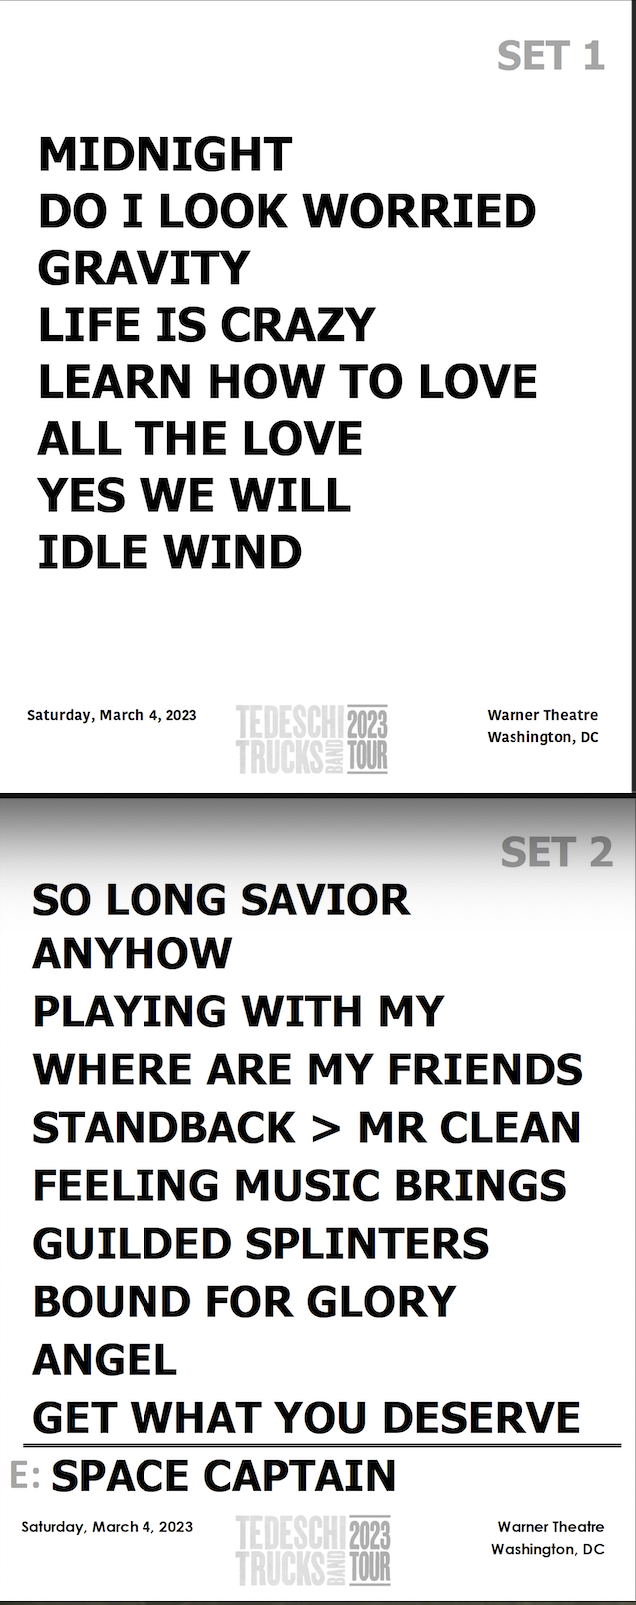 SET 1
MIDNIGHT
DO I LOOK WORRIED
GRAVITY
LIFE IS CRAZY
LEARN HOW TO LOVE
ALL THE LOVE
YES WE WILL
IDLE WIND
Saturday, March 4, 2023
TEDESCHI
TRUCKS BAND
2023
TOUR
Warner Theatre
Washington, DC
SET 2
SO LONG SAVIOR
ANYHOW
PLAYING WITH MY
WHERE ARE MY FRIENDS
STANDBACK > MR CLEAN
FEELING MUSIC BRINGS
GUILDED SPLINTERS
BOUND FOR GLORY
ANGEL
GET WHAT YOU DESERVE
E: SPACE CAPTAIN
Saturday, March 4, 2023
TEDESCHI
TRUCKS BAND
2023
TOUR
Warner Theatre
Washington, DC